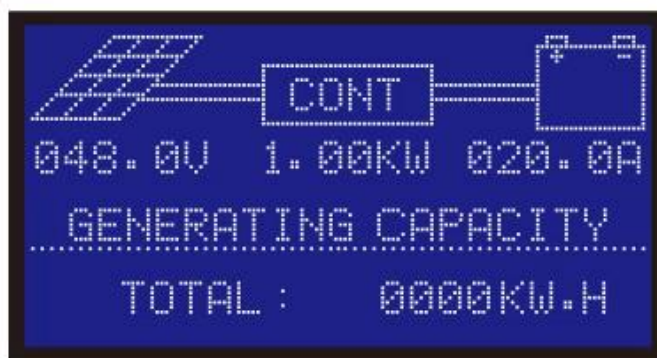 CONT
048.0V 1.00KW 020.0A
GENERATING CAPACITY
TOTAL: 0000KW.H